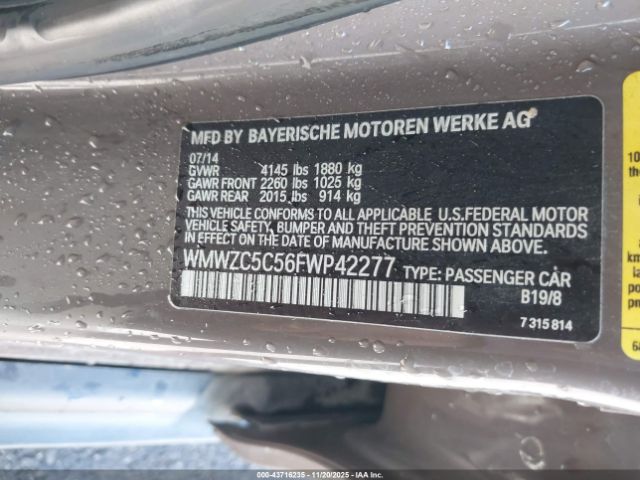 MFD BY BAYERISCHE MOTOREN WERKE AG
07/14
GVWR 4145 lbs 1880 kg
GAWR FRONT 2260 lbs 1025 kg
GAWR REAR 2015 lbs 914 kg
THIS VEHICLE CONFORMS TO ALL APPLICABLE U.S.FEDERAL MOTOR
VEHICLE SAFETY, BUMPER AND THEFT PREVENTION STANDARDS
IN EFFECT ON THE DATE OF MANUFACTURE SHOWN ABOVE.
WMWZC5C56FWP42277 TYPE: PASSENGER CAR
B19/8
7 315 814
000-43716235 - 11/20/2025 - IAAI.COM